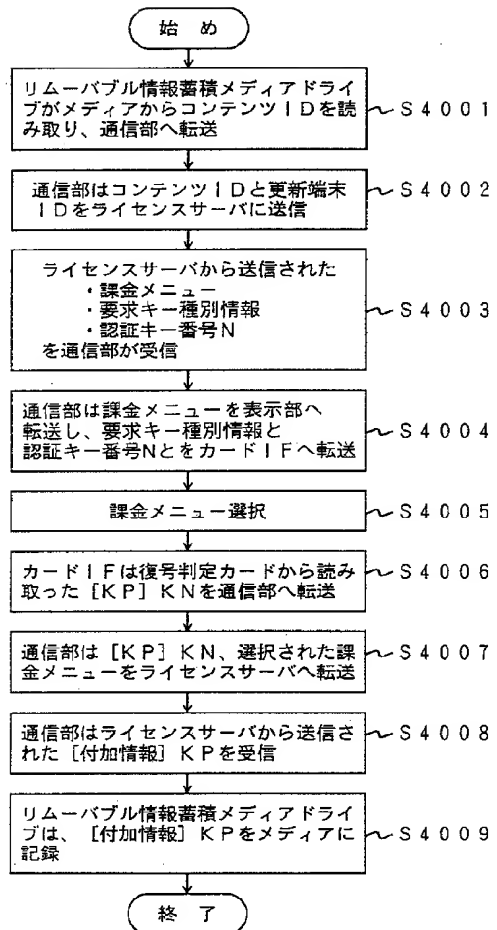 始 め
リムーバブル情報蓄積メディアドライ
ブがメディアからコンテンツＩＤを読
み取り、通信部へ転送
Ｓ４００１
通信部はコンテンツＩＤと更新端末
ＩＤをライセンスサーバに送信
Ｓ４００２
ライセンスサーバから送信された
・課金メニュー
・要求キー種別情報
・認証キー番号Ｎ
を通信部が受信
Ｓ４００３
通信部は課金メニューを表示部へ
転送し、要求キー種別情報と
認証キー番号NとをカードＩＦへ転送
Ｓ４００４
課金メニュー選択
Ｓ４００５
カードＩＦは復号判定カードから読み
取った［ＫＰ］ＫＮを通信部へ転送
Ｓ４００６
通信部は［ＫＰ］ＫＮ、選択された課
金メニューをライセンスサーバへ転送
Ｓ４００７
通信部はライセンスサーバから送信さ
れた［付加情報］ＫＰを受信
Ｓ４００８
リムーバブル情報蓄積メディアドライ
ブは、［付加情報］ＫＰをメディアに
記録
Ｓ４００９
終 了